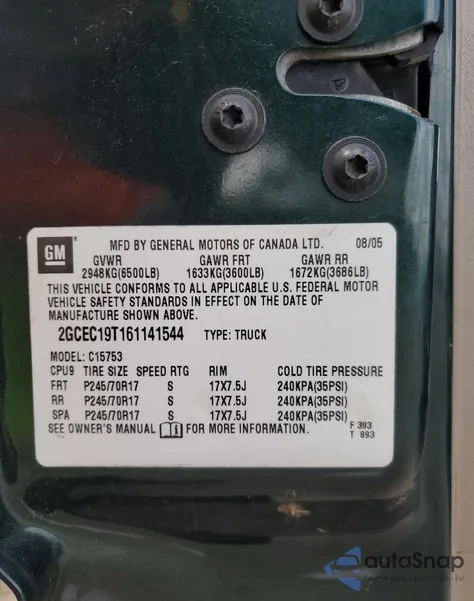 GM
MFD BY GENERAL MOTORS OF CANADA LTD. 08/05
GVWR GAWR FRT GAWR RR
2948KG(6500LB) 1633KG(3600LB) 1672KG(3686LB)
THIS VEHICLE CONFORMS TO ALL APPLICABLE U.S. FEDERAL MOTOR
VEHICLE SAFETY STANDARDS IN EFFECT ON THE DATE OF
MANUFACTURE SHOWN ABOVE.
2GCEC19T161141544 TYPE: TRUCK
MODEL: C15753
CPU9 TIRE SIZE SPEED RTG RIM COLD TIRE PRESSURE
FRT P245/70R17 S 17X7.5J 240KPA(35PSI)
RR P245/70R17 S 17X7.5J 240KPA(35PSI)
SPA P245/70R17 S 17X7.5J 240KPA(35PSI)
SEE OWNER'S MANUAL FOR MORE INFORMATION.
F 393
T 893
autoSnap